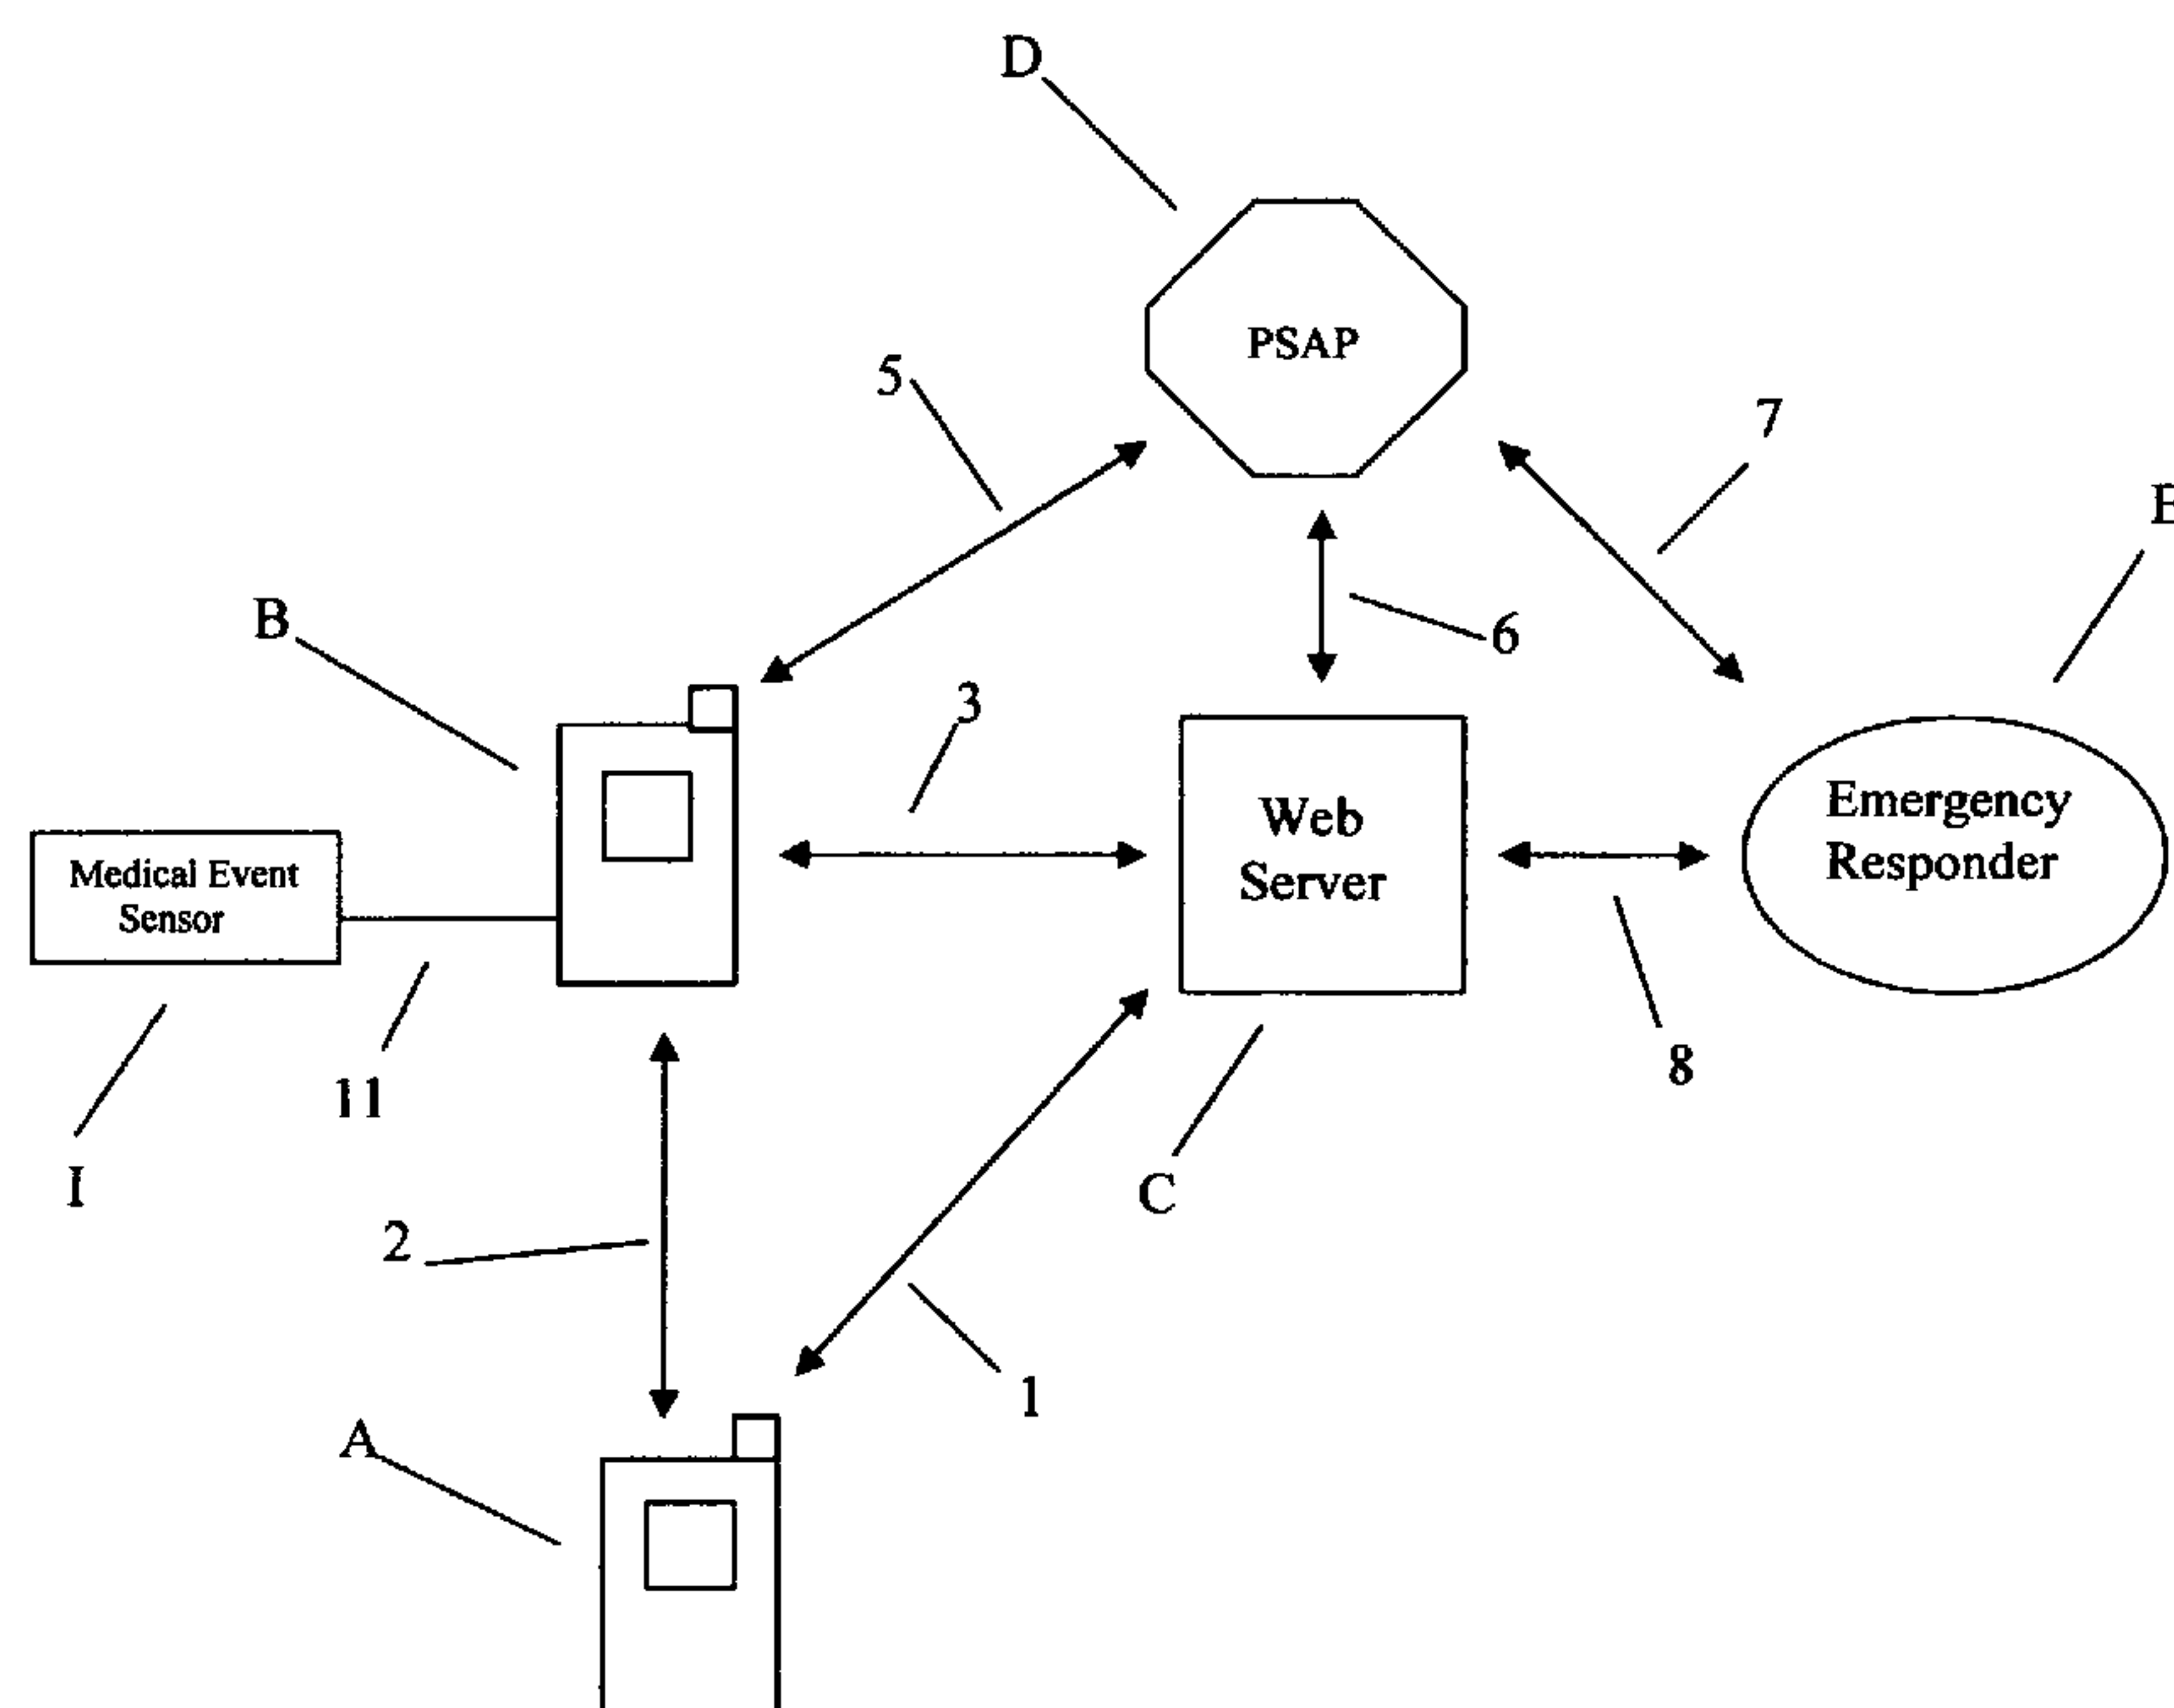 D
PSAP
5
7
B
6
3
Web
Server
Emergency
Responder
Medical Event
Sensor
11
8
I
C
2
1
A